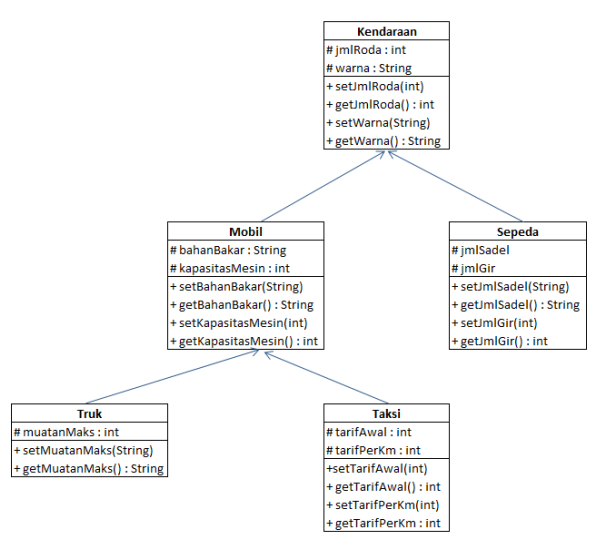 Kendaraan
# jmlRoda : int
# warna : String
+ setJmlRoda(int)
+ getJmlRoda() : int
+ setWarna(String)
+ getWarna() : String
Mobil
# bahanBakar : String
# kapasitasMesin : int
+ setBahanBakar(String)
+ getBahanBakar() : String
+ setKapasitasMesin(int)
+ getKapasitasMesin() : int
Sepeda
# jmlSadel
# jmlGir
+ setJmlSadel(String)
+ getJmlSadel() : String
+ setJmlGir(int)
+ getJmlGir() : int
Truk
# muatanMaks : int
+ setMuatanMaks(String)
+ getMuatanMaks() : String
Taksi
# tarifAwal : int
# tarifPerKm : int
+setTarifAwal(int)
+ getTarifAwal() : int
+ setTarifPerKm(int)
+ getTarifPerKm : int